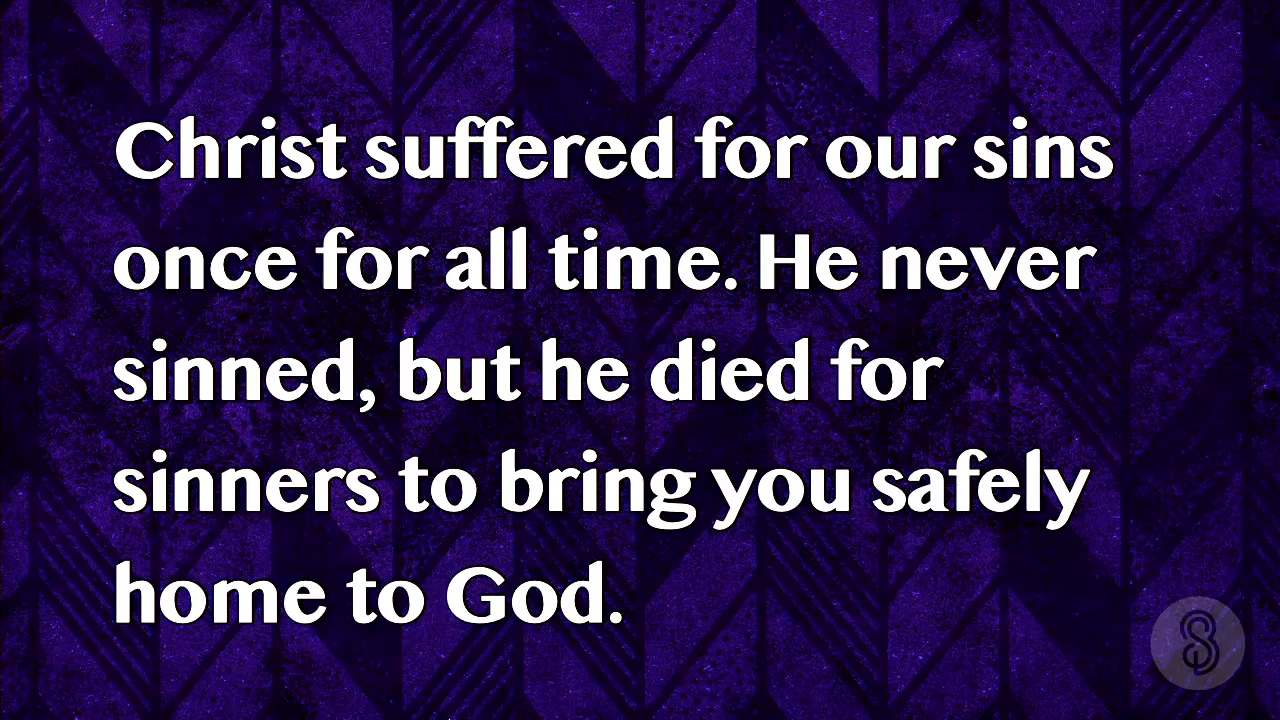 Christ suffered for our sins
once for all time. He never
sinned, but he died for
sinners to bring you safely
home to God.